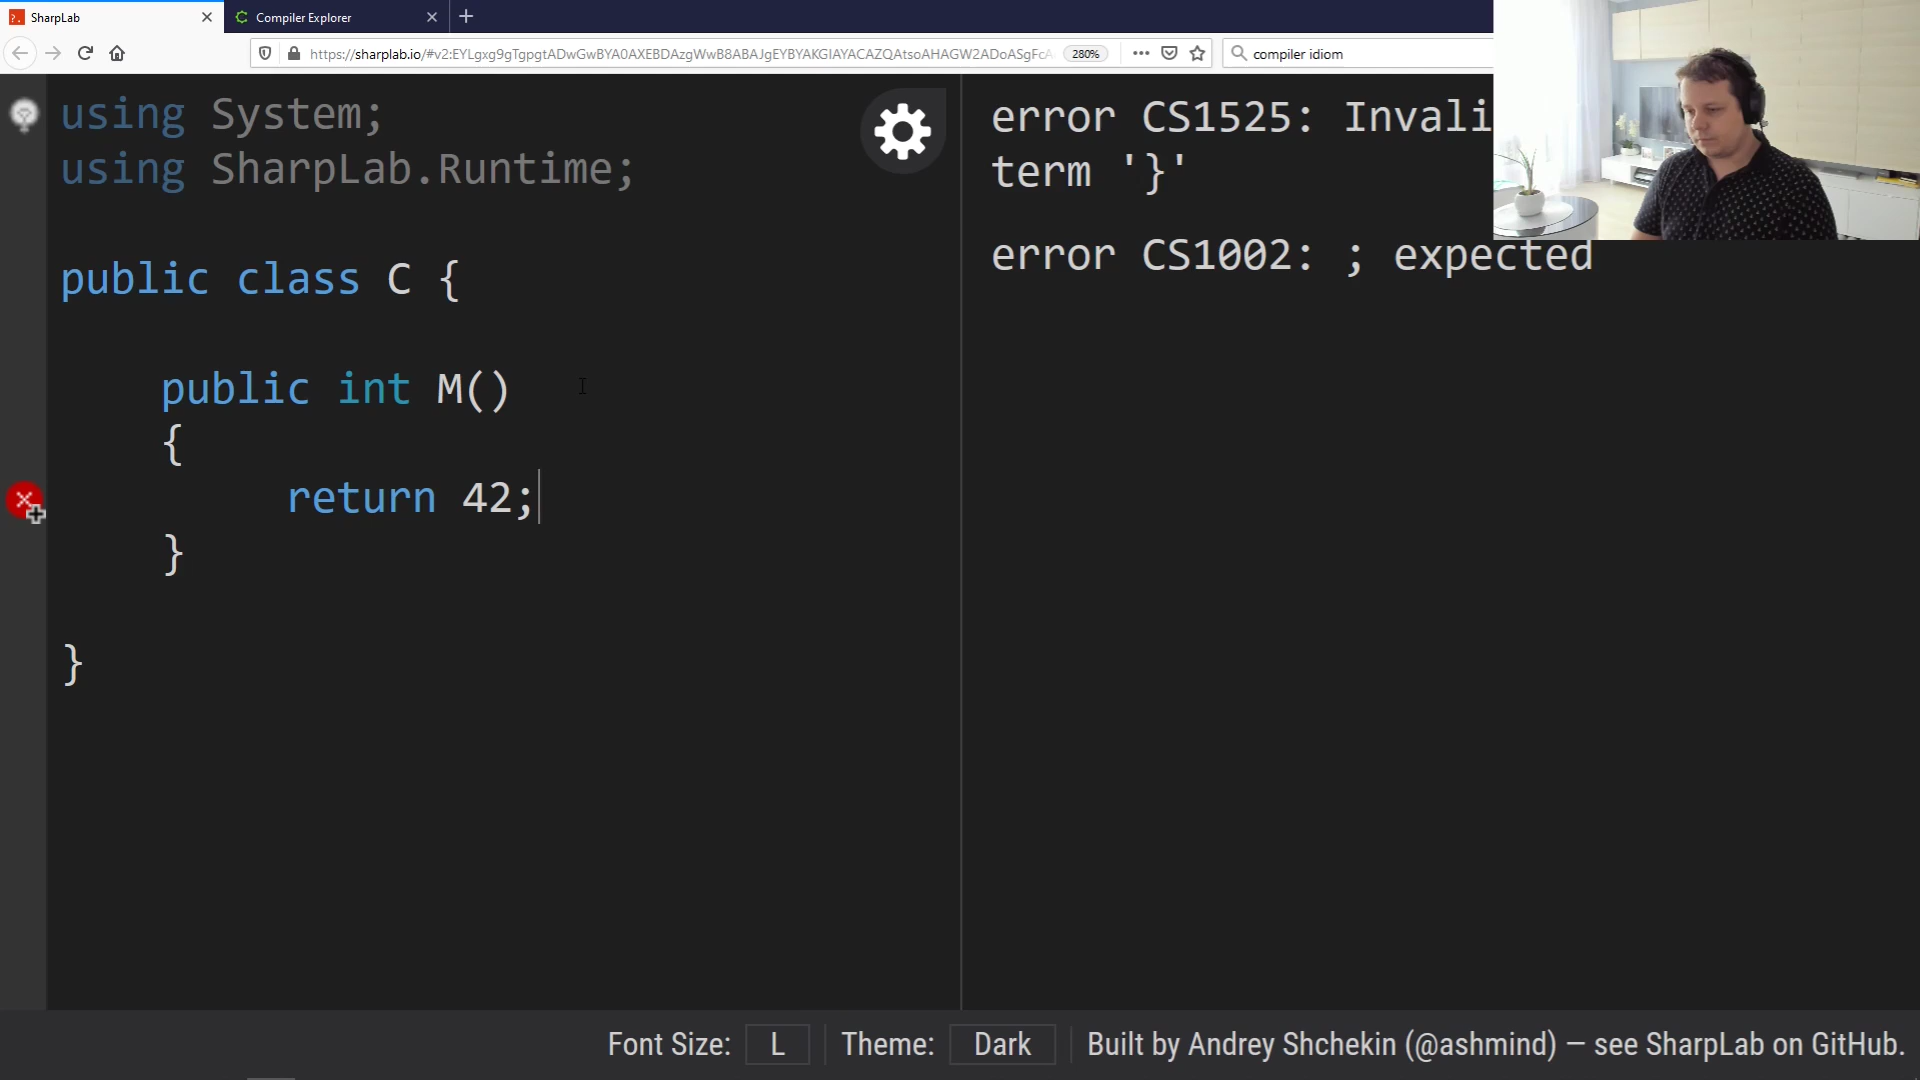 SharpLab
Compiler Explorer
https://sharplab.io/#v2:EYLgxg9gTgpgtADwGwBYA0AXEBDAzgWwB8ABAJgEYBYAKGIAYACAZQAtsoAHAGW2ADoASgFcA
280%
compiler idiom
using System;
using SharpLab.Runtime;
public class C {
public int M()
{
return 42;
}
}
error CS1525: Invali
term '}'
error CS1002: ; expected
Font Size: L
Theme: Dark
Built by Andrey Shchekin (@ashmind) — see SharpLab on GitHub.